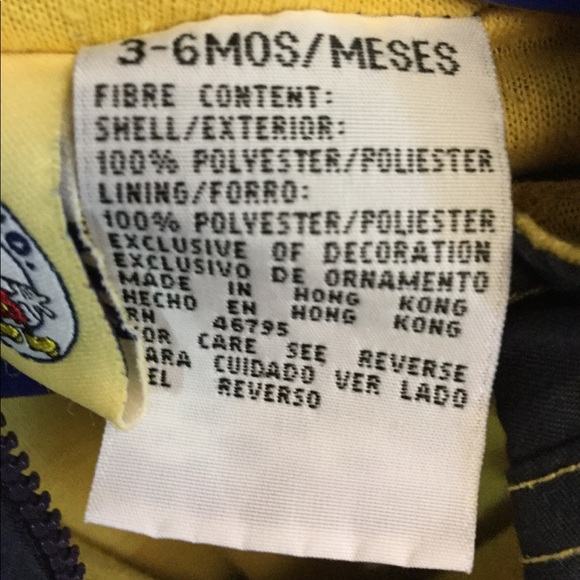 3-6MOS/MESES
FIBRE CONTENT:
SHELL/EXTERIOR:
100% POLYESTER/POLIESTER
LINING/FORRO:
100% POLYESTER/POLIESTER
EXCLUSIVE OF DECORATION
EXCLUSIVO DE ORNAMENTO
MADE IN HONG KONG
HECHO EN HONG KONG
RN 46795
OR CARE SEE REVERSE
ARA CUIDADO VER LADO
EL REVERSO